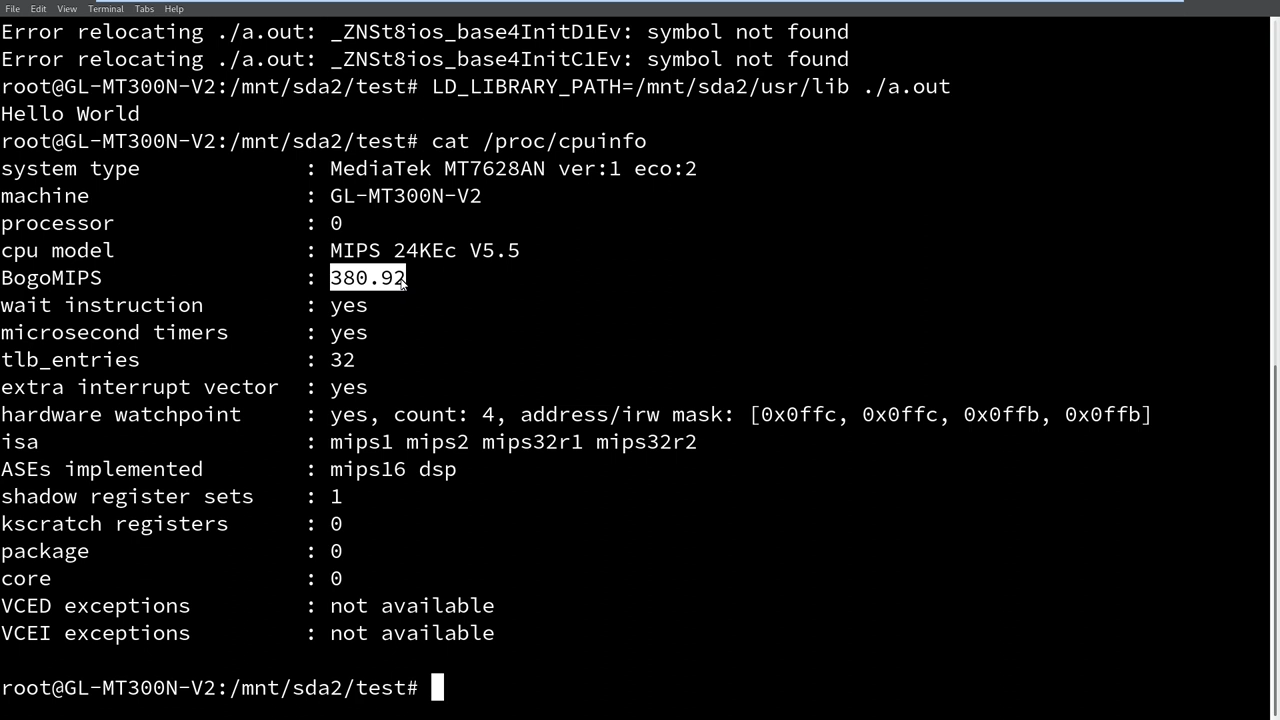 File Edit View Terminal Tabs Help
Error relocating ./a.out: _ZNSt8ios_base4InitD1Ev: symbol not found
Error relocating ./a.out: _ZNSt8ios_base4InitC1Ev: symbol not found
root@GL-MT300N-V2:/mnt/sda2/test# LD_LIBRARY_PATH=/mnt/sda2/usr/lib ./a.out
Hello World
root@GL-MT300N-V2:/mnt/sda2/test# cat /proc/cpuinfo
system type : MediaTek MT7628AN ver:1 eco:2
machine : GL-MT300N-V2
processor : 0
cpu model : MIPS 24KEc V5.5
BogoMIPS : 380.92
wait instruction : yes
microsecond timers : yes
tlb_entries : 32
extra interrupt vector : yes
hardware watchpoint : yes, count: 4, address/irw mask: [0x0ffc, 0x0ffc, 0x0ffb, 0x0ffb]
isa : mips1 mips2 mips32r1 mips32r2
ASEs implemented : mips16 dsp
shadow register sets : 1
kscratch registers : 0
package : 0
core : 0
VCED exceptions : not available
VCEI exceptions : not available
root@GL-MT300N-V2:/mnt/sda2/test#